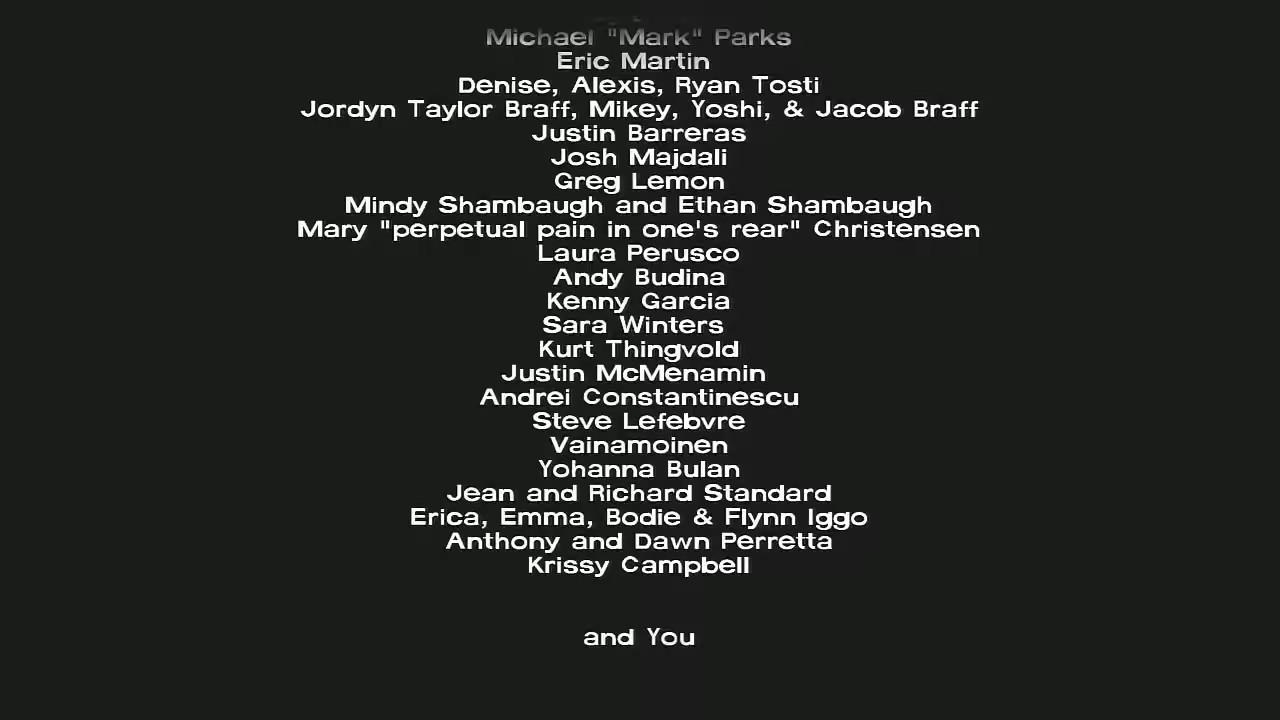 Michael "Mark" Parks
Eric Martin
Denise, Alexis, Ryan Tosti
Jordyn Taylor Braff, Mikey, Yoshi, & Jacob Braff
Justin Barreras
Josh Majdali
Greg Lemon
Mindy Shambaugh and Ethan Shambaugh
Mary "perpetual pain in one's rear" Christensen
Laura Perusco
Andy Budina
Kenny Garcia
Sara Winters
Kurt Thingvold
Justin McMenamin
Andrei Constantinescu
Steve Lefebvre
Vainamoinen
Yohanna Bulan
Jean and Richard Standard
Erica, Emma, Bodie & Flynn Iggo
Anthony and Dawn Perretta
Krissy Campbell
and You